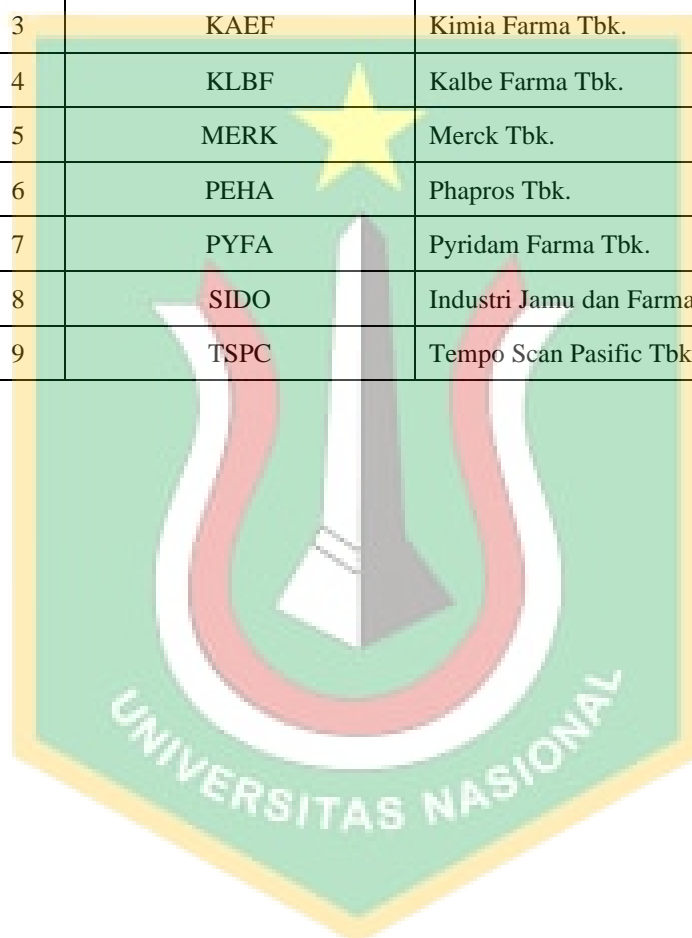 3 KAEF Kimia Farma Tbk.
4 KLBF Kalbe Farma Tbk.
5 MERK Merck Tbk.
6 PEHA Phapros Tbk.
7 PYFA Pyridam Farma Tbk.
8 SIDO Industri Jamu dan Farma
9 TSPC Tempo Scan Pasific Tbk
UNIVERSITAS NASIONAL